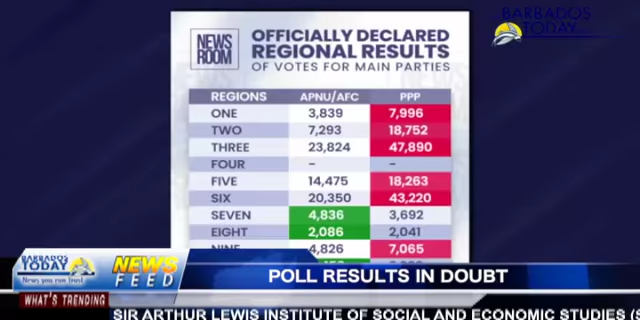 BARBADOS
TODAY
NEWS
ROOM
OFFICIALLY DECLARED
REGIONAL RESULTS
OF VOTES FOR MAIN PARTIES
REGIONS APNU/AFC PPP
ONE 3,839 7,996
TWO 7,293 18,752
THREE 23,824 47,890
FOUR - -
FIVE 14,475 18,263
SIX 20,350 43,220
SEVEN 4,836 3,692
EIGHT 2,086 2,041
NINE 4,826 7,065
BARBADOS
TODAY
News you can trust
NEWS
FEED
POLL RESULTS IN DOUBT
WHAT'S TRENDING
SIR ARTHUR LEWIS INSTITUTE OF SOCIAL AND ECONOMIC STUDIES (S